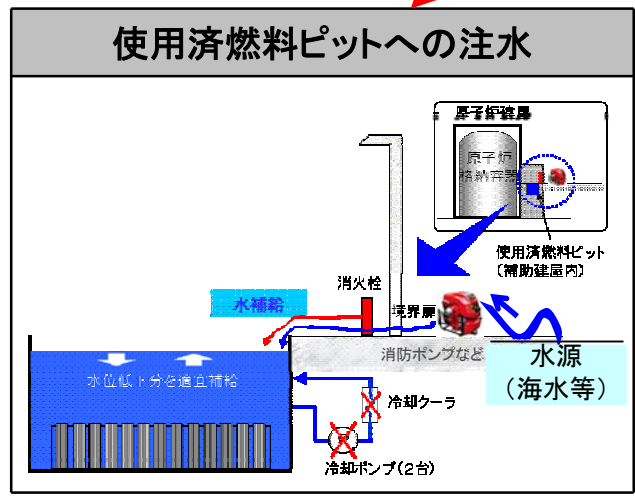 使用済燃料ピットへの注水
原子炉建屋
原子炉
格納容器
使用済燃料ピット
（補助建屋内）
消火栓
水補給
境界扉
消防ポンプなど
水源
（海水等）
水位低下分を適宜補給
冷却クーラ
冷却ポンプ（2台）